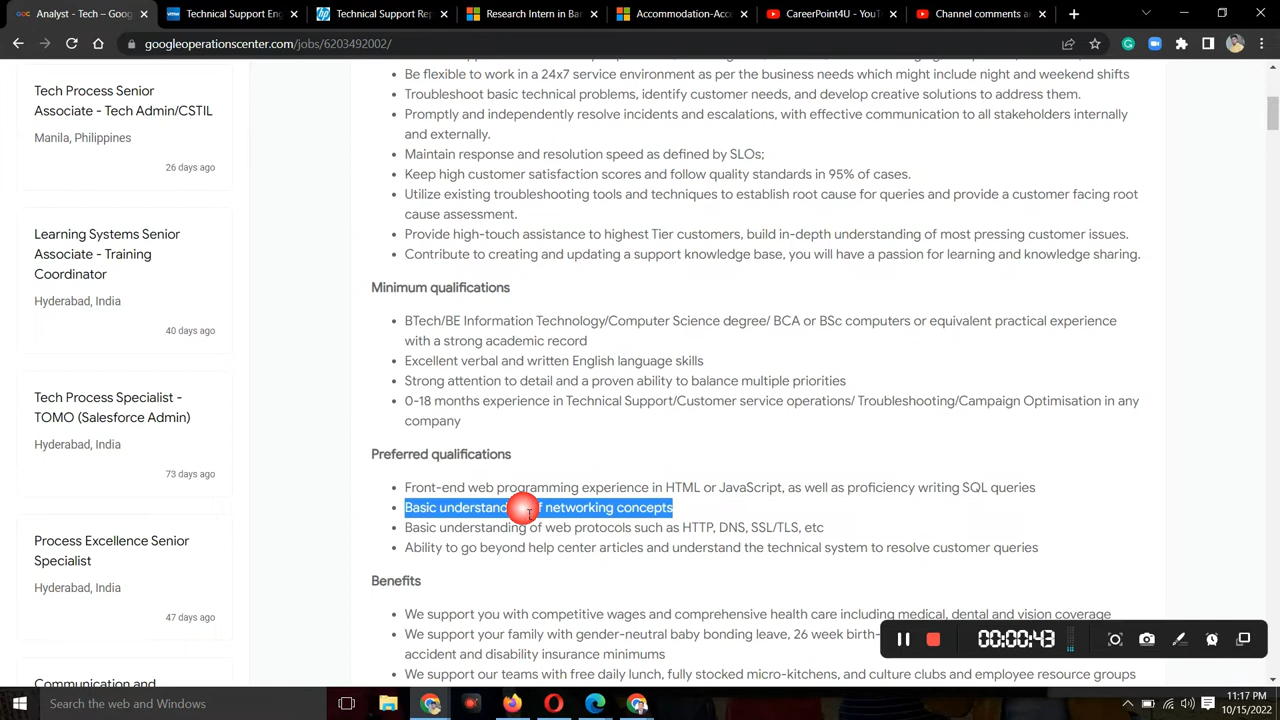 Analyst - Tech – Goo
Technical Support Eng
Technical Support Rep
Research Intern in Ban
Accommodation-Acce
CareerPoint4U - YouT
Channel comments an
googleoperationscenter.com/jobs/6203492002/
Tech Process Senior
Associate - Tech Admin/CSTIL
Manila, Philippines
26 days ago
Learning Systems Senior
Associate - Training
Coordinator
Hyderabad, India
40 days ago
Tech Process Specialist -
TOMO (Salesforce Admin)
Hyderabad, India
73 days ago
Process Excellence Senior
Specialist
Hyderabad, India
47 days ago
Communication and
Be flexible to work in a 24x7 service environment as per the business needs which might include night and weekend shifts
Troubleshoot basic technical problems, identify customer needs, and develop creative solutions to address them.
Promptly and independently resolve incidents and escalations, with effective communication to all stakeholders internally
and externally.
Maintain response and resolution speed as defined by SLOs;
Keep high customer satisfaction scores and follow quality standards in 95% of cases.
Utilize existing troubleshooting tools and techniques to establish root cause for queries and provide a customer facing root
cause assessment.
Provide high-touch assistance to highest Tier customers, build in-depth understanding of most pressing customer issues.
Contribute to creating and updating a support knowledge base, you will have a passion for learning and knowledge sharing.
Minimum qualifications
BTech/BE Information Technology/Computer Science degree/ BCA or BSc computers or equivalent practical experience
with a strong academic record
Excellent verbal and written English language skills
Strong attention to detail and a proven ability to balance multiple priorities
0-18 months experience in Technical Support/Customer service operations/ Troubleshooting/Campaign Optimisation in any
company
Preferred qualifications
Front-end web programming experience in HTML or JavaScript, as well as proficiency writing SQL queries
Basic understanding of networking concepts
Basic understanding of web protocols such as HTTP, DNS, SSL/TLS, etc
Ability to go beyond help center articles and understand the technical system to resolve customer queries
Benefits
We support you with competitive wages and comprehensive health care including medical, dental and vision coverage
We support your family with gender-neutral baby bonding leave, 26 week birth-
accident and disability insurance minimums
We support our teams with free daily lunch, fully stocked micro-kitchens, and culture clubs and employee resource groups
00:00:43
Search the web and Windows
11:17 PM
10/15/2022